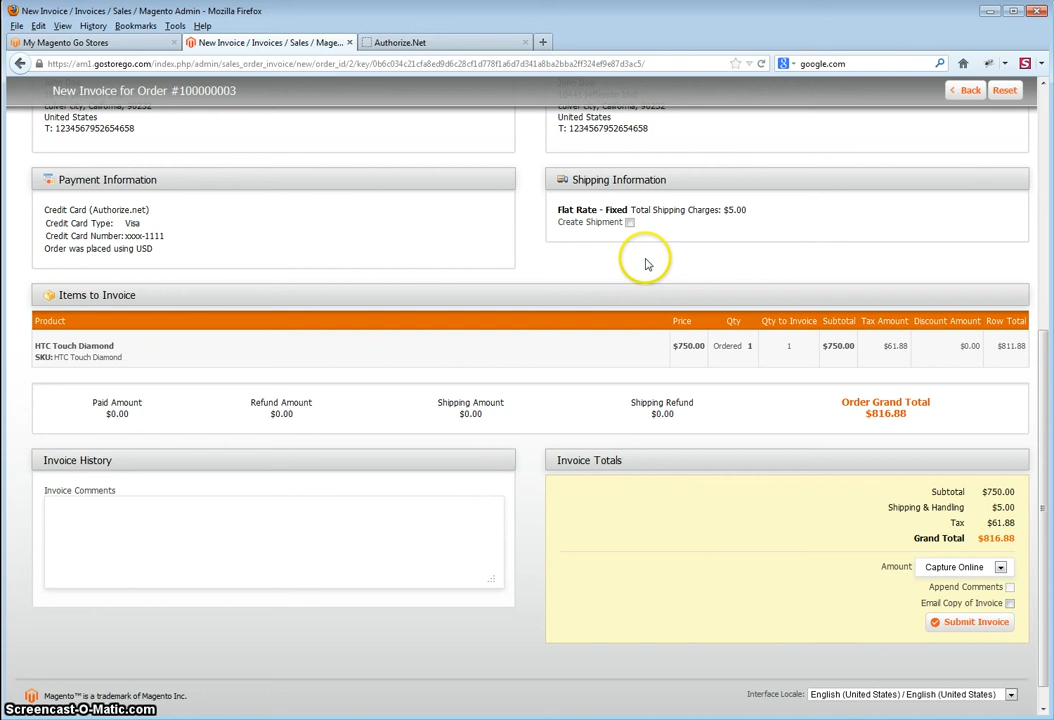 New Invoice / Invoices / Sales / Magento Admin - Mozilla Firefox
File Edit View History Bookmarks Tools Help
My Magento Go Stores × New Invoice / Invoices / Sales / Mage... × Authorize.Net × +
https://am1.gostorego.com/index.php/admin/sales_order_invoice/new/order_id/2/key/0b6c034c21cfa8ed9d6c28cf1d778f1a6d7d341a8ba2bba2ff24ef9e87d3ac5/
google.com
New Invoice for Order #100000003
Back Reset
United States
T: 1234567952654658
United States
T: 1234567952654658
Payment Information
Credit Card (Authorize.net)
Credit Card Type: Visa
Credit Card Number: xxxx-1111
Order was placed using USD
Shipping Information
Flat Rate - Fixed Total Shipping Charges: $5.00
Create Shipment
Items to Invoice
Product Price Qty Qty to Invoice Subtotal Tax Amount Discount Amount Row Total
HTC Touch Diamond $750.00 Ordered 1 1 $750.00 $61.88 $0.00 $811.88
SKU: HTC Touch Diamond
Paid Amount Refund Amount Shipping Amount Shipping Refund Order Grand Total
$0.00 $0.00 $0.00 $0.00 $816.88
Invoice History
Invoice Comments
Invoice Totals
Subtotal $750.00
Shipping & Handling $5.00
Tax $61.88
Grand Total $816.88
Amount Capture Online
Append Comments
Email Copy of Invoice
Submit Invoice
Magento™ is a trademark of Magento Inc.
Interface Locale: English (United States) / English (United States)
Screencast-O-Matic.com